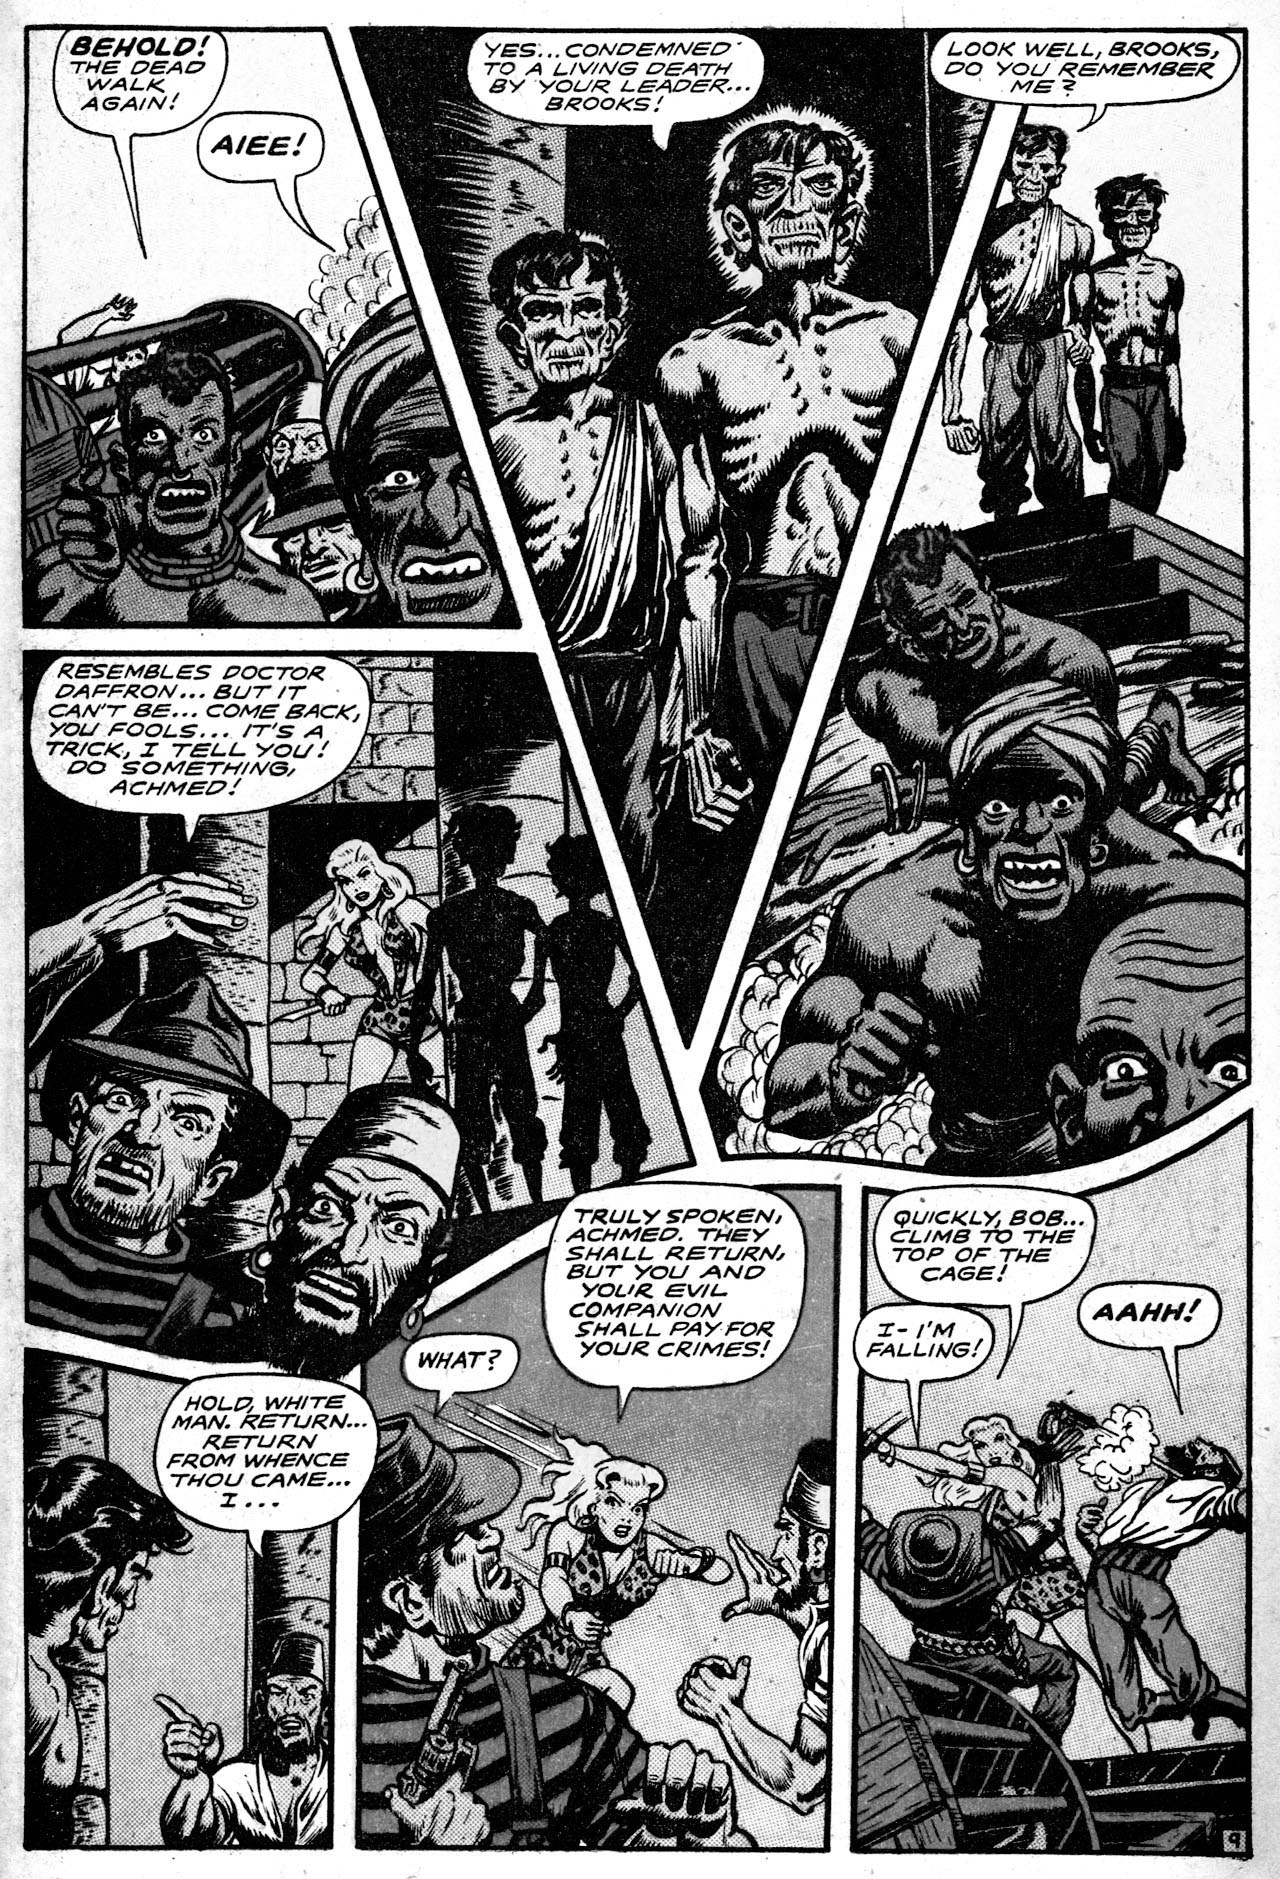 BEHOLD!
THE DEAD
WALK
AGAIN!
AIEE!
YES...CONDEMNED
TO A LIVING DEATH
BY YOUR LEADER...
BROOKS!
LOOK WELL, BROOKS,
DO YOU REMEMBER
ME?
RESEMBLES DOCTOR
DAFFRON... BUT IT
CAN'T BE... COME BACK,
YOU FOOLS... IT'S A
TRICK, I TELL YOU!
DO SOMETHING,
ACHMED!
HOLD, WHITE
MAN. RETURN...
RETURN
FROM WHENCE
THOU CAME...
I...
WHAT?
TRULY SPOKEN,
ACHMED. THEY
SHALL RETURN,
BUT YOU AND
YOUR EVIL
COMPANION
SHALL PAY FOR
YOUR CRIMES!
QUICKLY, BOB...
CLIMB TO THE
TOP OF THE
CAGE!
I-I'M
FALLING!
AAHH!
9